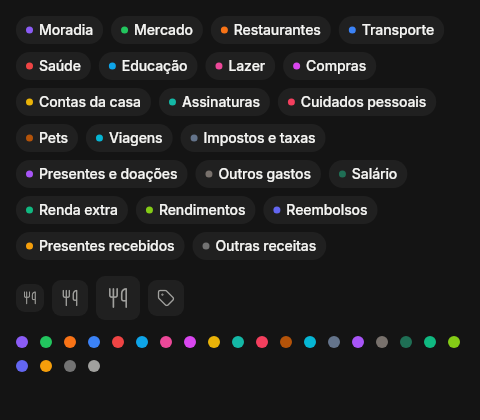 Moradia Mercado Restaurantes Transporte
Saúde Educação Lazer Compras
Contas da casa Assinaturas Cuidados pessoais
Pets Viagens Impostos e taxas
Presentes e doações Outros gastos Salário
Renda extra Rendimentos Reembolsos
Presentes recebidos Outras receitas